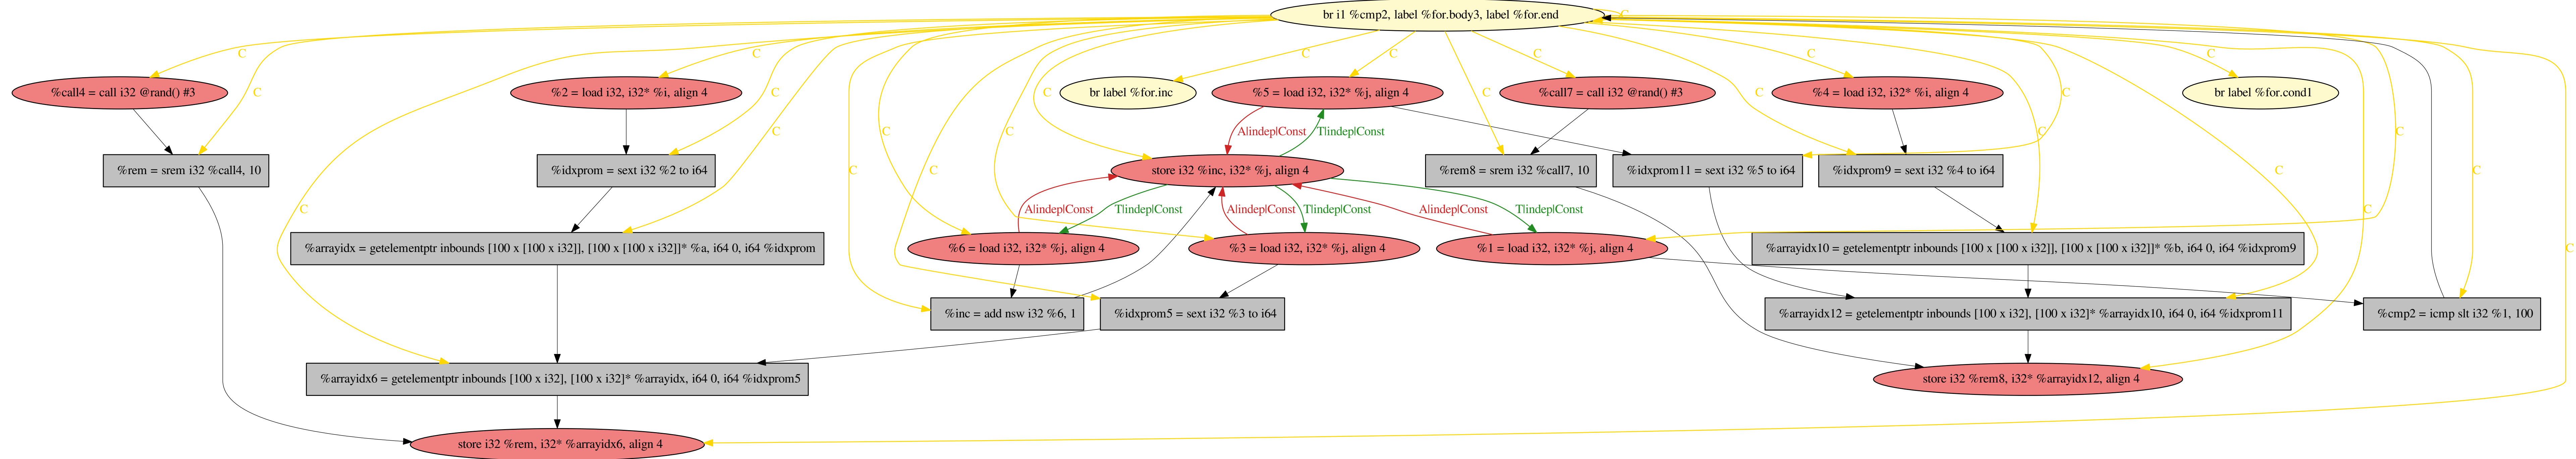 br i1 %cmp2, label %for.body3, label %for.end
C
C
C
C
C
C
C
C
C
C
%call4 = call i32 @rand() #3
C
%2 = load i32, i32* %i, align 4
C
C
br label %for.inc
%5 = load i32, i32* %j, align 4
C
%call7 = call i32 @rand() #3
C
%4 = load i32, i32* %i, align 4
C
br label %for.cond1
C
C
C
C
C
C
C
C
A|indep|Const
T|indep|Const
%rem = srem i32 %call4, 10
%idxprom = sext i32 %2 to i64
store i32 %inc, i32* %j, align 4
%rem8 = srem i32 %call7, 10
%idxprom11 = sext i32 %5 to i64
%idxprom9 = sext i32 %4 to i64
C
C
C
A|indep|Const
T|indep|Const
A|indep|Const
T|indep|Const
A|indep|Const
T|indep|Const
%arrayidx = getelementptr inbounds [100 x [100 x i32]], [100 x [100 x i32]]* %a, i64 0, i64 %idxprom
%6 = load i32, i32* %j, align 4
%3 = load i32, i32* %j, align 4
%1 = load i32, i32* %j, align 4
%arrayidx10 = getelementptr inbounds [100 x [100 x i32]], [100 x [100 x i32]]* %b, i64 0, i64 %idxprom9
C
%inc = add nsw i32 %6, 1
%idxprom5 = sext i32 %3 to i64
%arrayidx12 = getelementptr inbounds [100 x i32], [100 x i32]* %arrayidx10, i64 0, i64 %idxprom11
%cmp2 = icmp slt i32 %1, 100
%arrayidx6 = getelementptr inbounds [100 x i32], [100 x i32]* %arrayidx, i64 0, i64 %idxprom5
store i32 %rem8, i32* %arrayidx12, align 4
store i32 %rem, i32* %arrayidx6, align 4